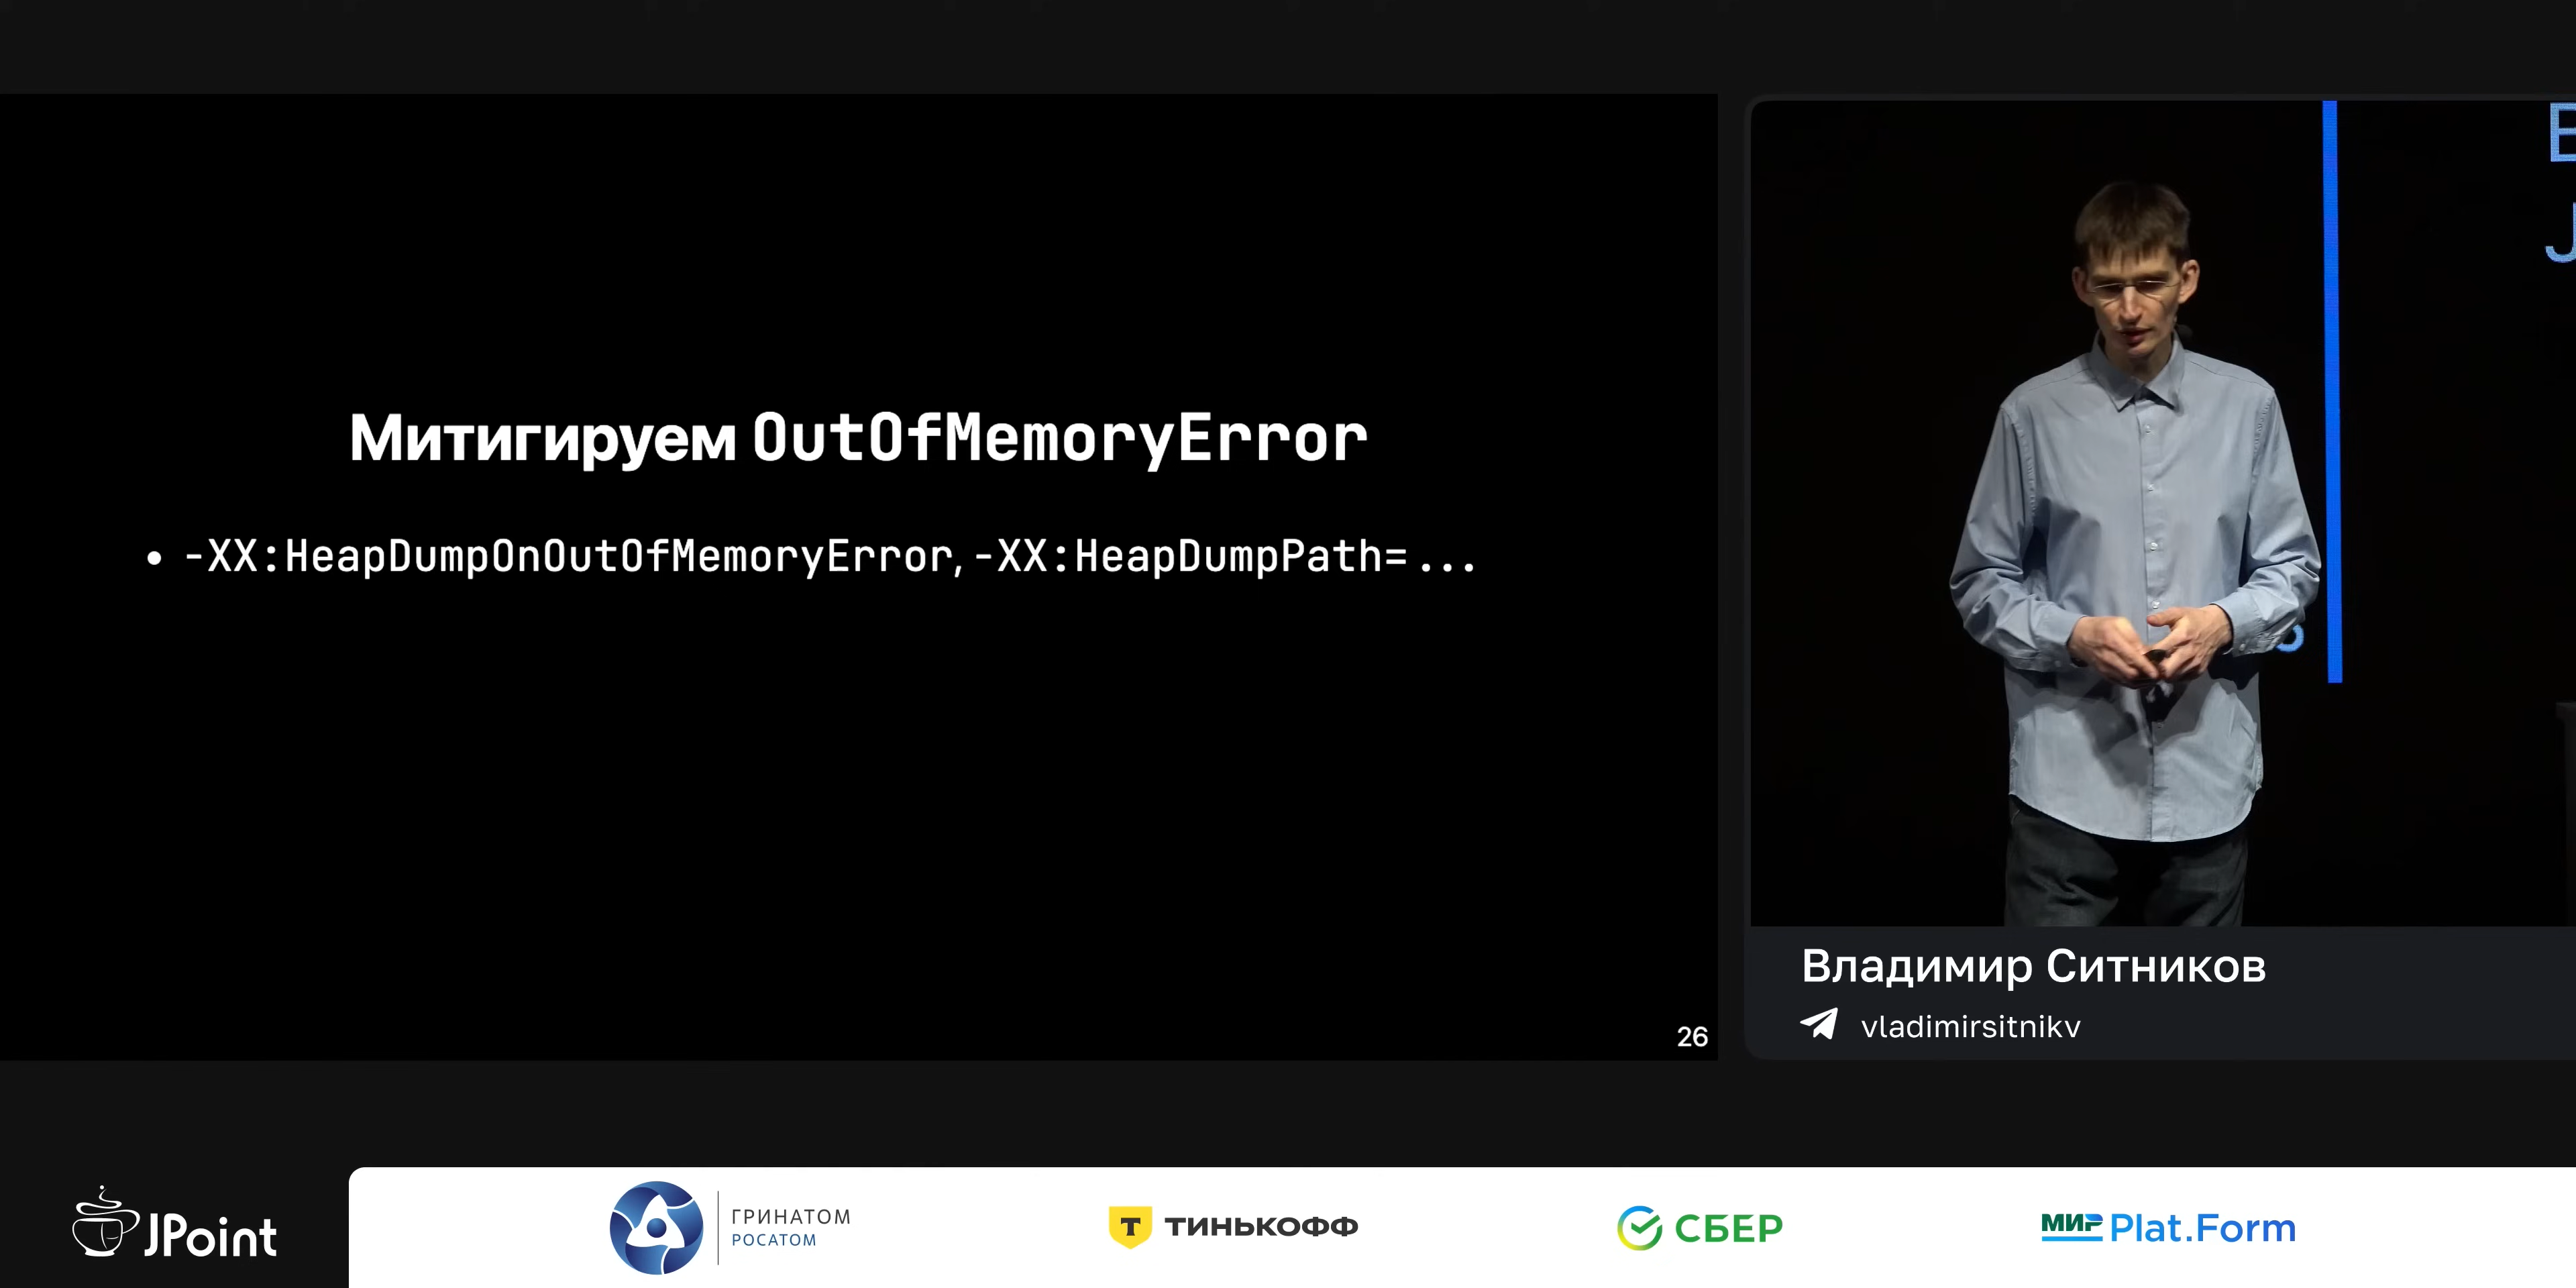 Митигируем OutOfMemoryError
• -XX:HeapDumpOnOutOfMemoryError, -XX:HeapDumpPath=...
26
Владимир Ситников
vladimirsitnikv
JPoint
ГРИНАТОМ
РОСАТОМ
Т ТИНЬКОФФ
СБЕР
МИР Plat.Form